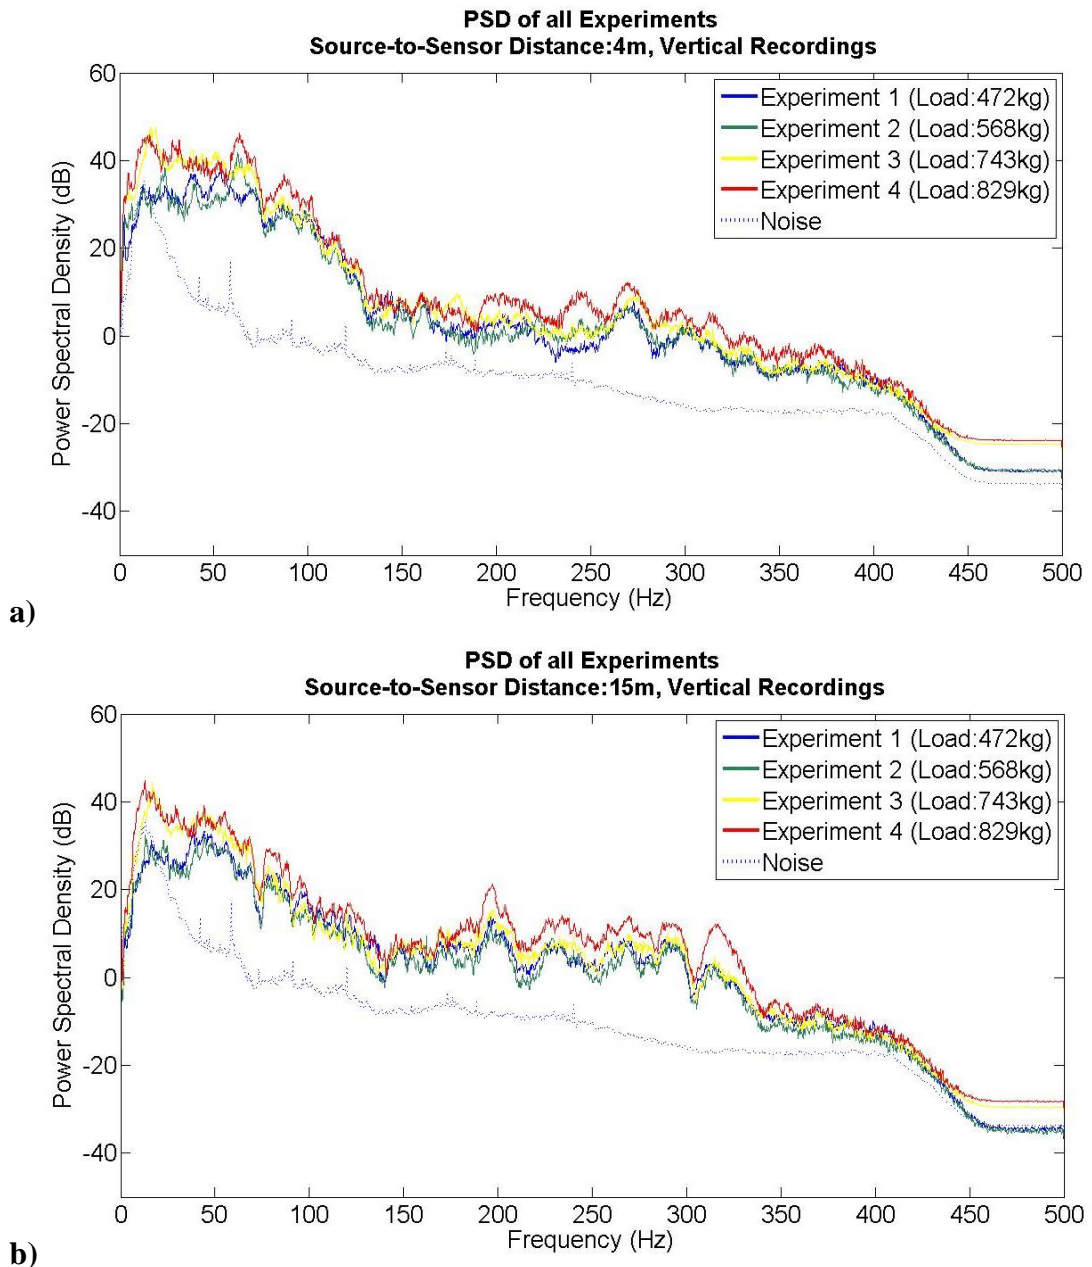 PSD of all Experiments
Source-to-Sensor Distance:4m, Vertical Recordings
Power Spectral Density (dB)
60
40
20
0
-20
-40
Experiment 1 (Load:472kg)
Experiment 2 (Load:568kg)
Experiment 3 (Load:743kg)
Experiment 4 (Load:829kg)
Noise
0 50 100 150 200 250 300 350 400 450 500
Frequency (Hz)
a)
PSD of all Experiments
Source-to-Sensor Distance:15m, Vertical Recordings
Power Spectral Density (dB)
60
40
20
0
-20
-40
Experiment 1 (Load:472kg)
Experiment 2 (Load:568kg)
Experiment 3 (Load:743kg)
Experiment 4 (Load:829kg)
Noise
0 50 100 150 200 250 300 350 400 450 500
Frequency (Hz)
b)